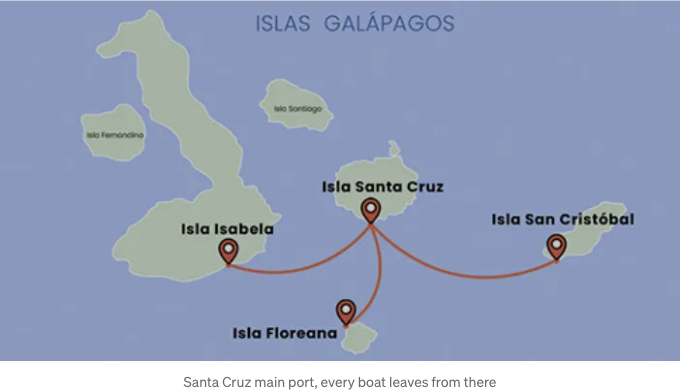 ISLAS GALÁPAGOS
Isla Santiago
Isla Fernandina
Isla Santa Cruz
Isla San Cristóbal
Isla Isabela
Isla Floreana
Santa Cruz main port, every boat leaves from there